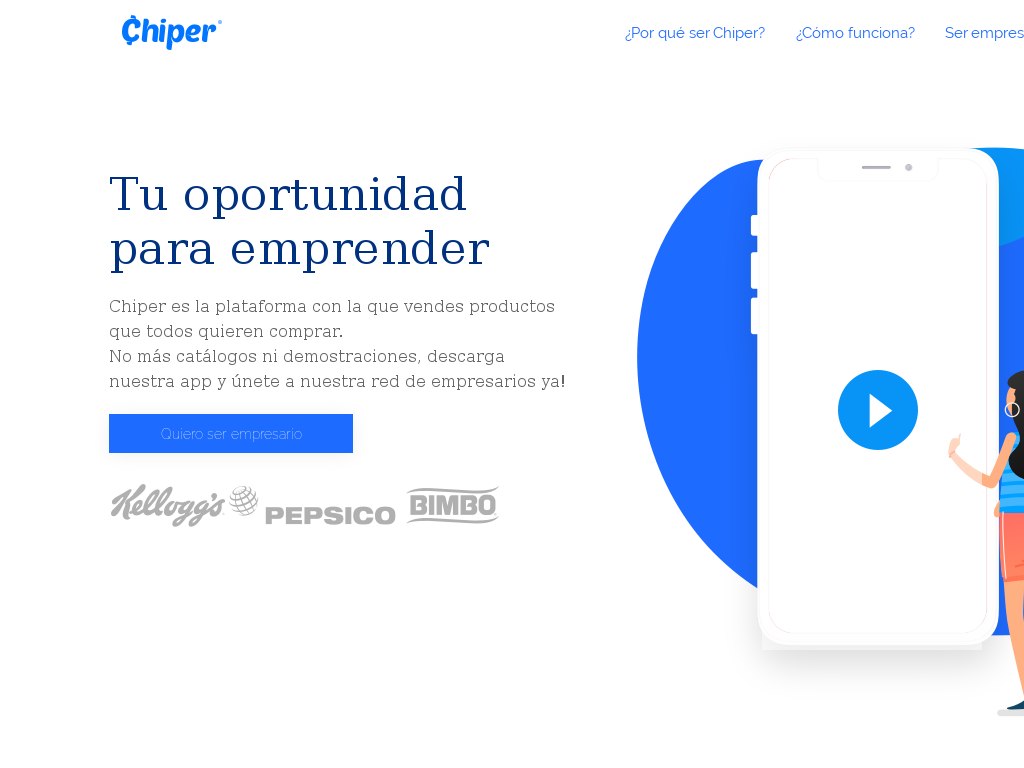 Chiper
¿Por qué ser Chiper?
¿Cómo funciona?
Ser empres
Tu oportunidad
para emprender
Chiper es la plataforma con la que vendes productos
que todos quieren comprar.
No más catálogos ni demostraciones, descarga
nuestra app y únete a nuestra red de empresarios ya!
Quiero ser empresario
Kellogg's
PEPSICO
BIMBO